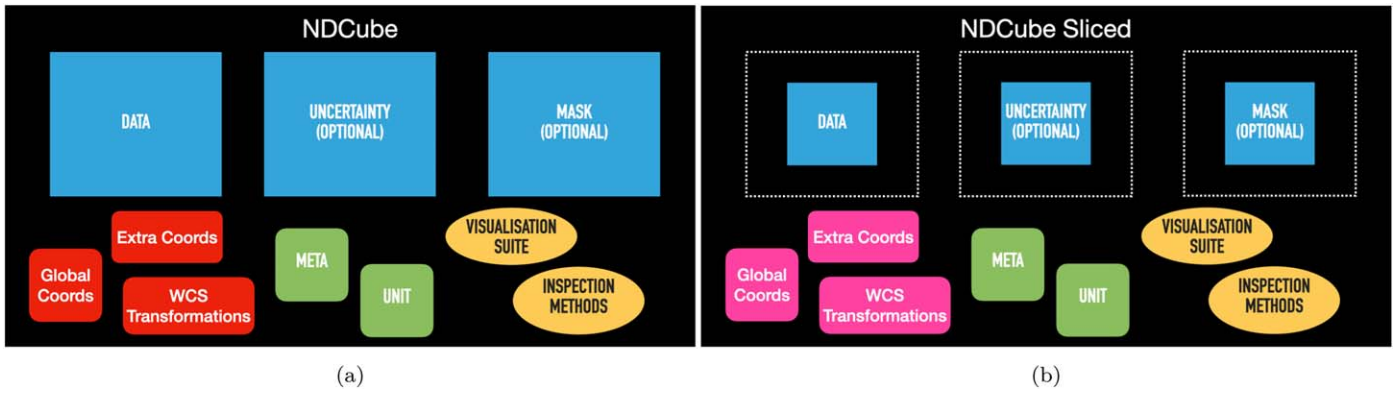 NDCube
DATA
UNCERTAINTY
(OPTIONAL)
MASK
(OPTIONAL)
Extra Coords
Global
Coords
WCS
Transformations
META
UNIT
VISUALISATION
SUITE
INSPECTION
METHODS
(a)
NDCube Sliced
DATA
UNCERTAINTY
(OPTIONAL)
MASK
(OPTIONAL)
Extra Coords
Global
Coords
WCS
Transformations
META
UNIT
VISUALISATION
SUITE
INSPECTION
METHODS
(b)